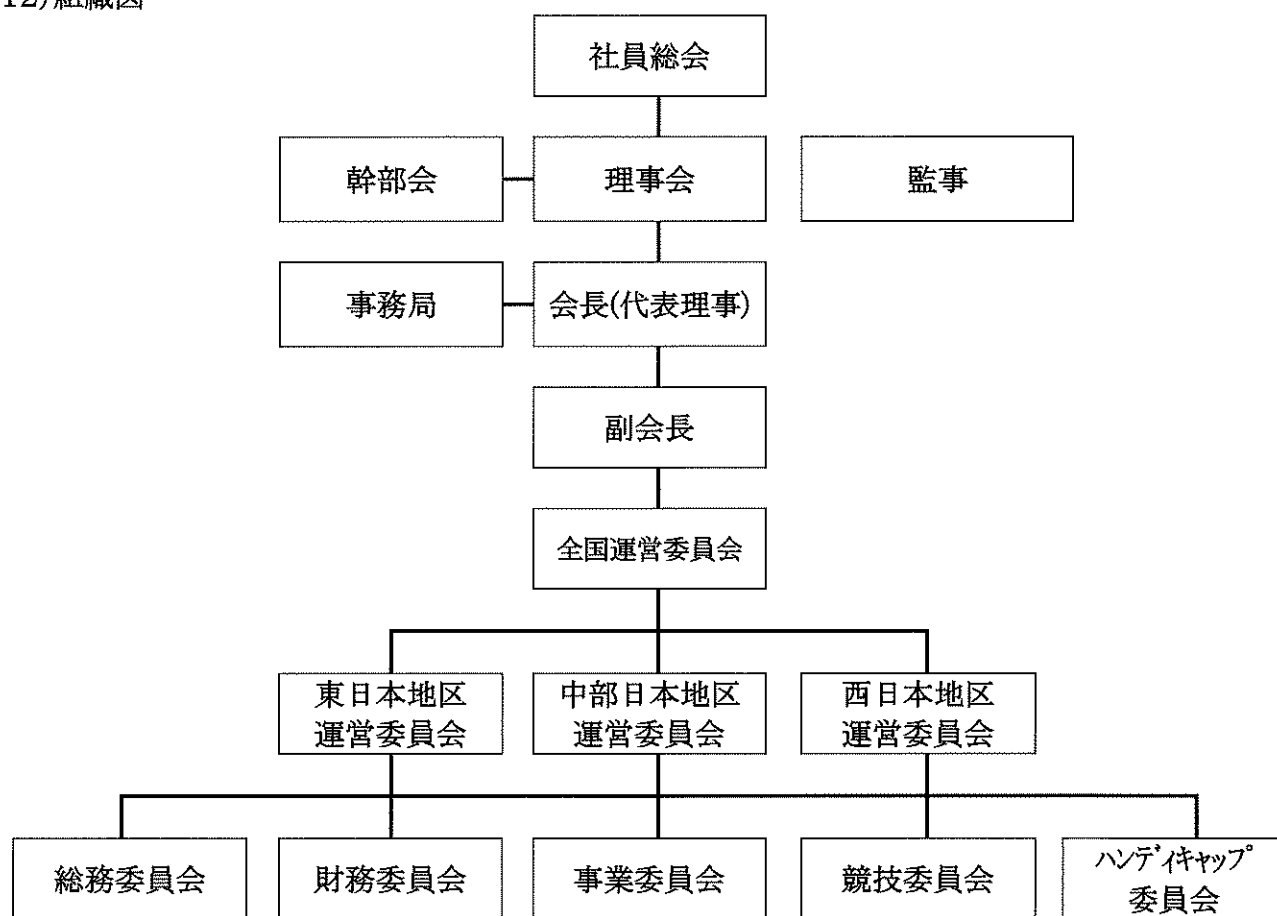 12)組織図
社員総会
幹部会 理事会 監事
事務局 会長(代表理事)
副会長
全国運営委員会
東日本地区 中部日本地区 西日本地区
運営委員会 運営委員会 運営委員会
総務委員会 財務委員会 事業委員会 競技委員会 ハンディキャップ
委員会